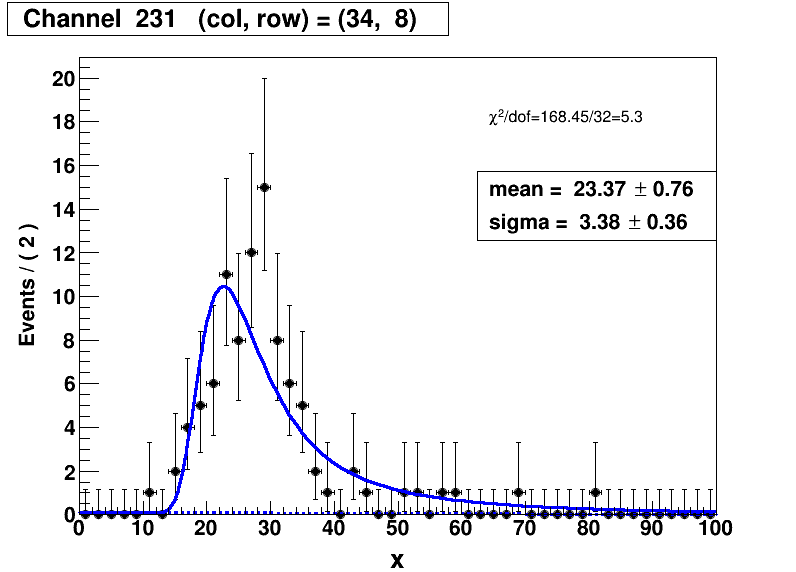 Channel 231 (col, row) = (34, 8)
χ²/dof=168.45/32=5.3
mean = 23.37 ± 0.76
sigma = 3.38 ± 0.36
Events / ( 2 )
20
18
16
14
12
10
8
6
4
2
0
0 10 20 30 40 50 60 70 80 90 100
x